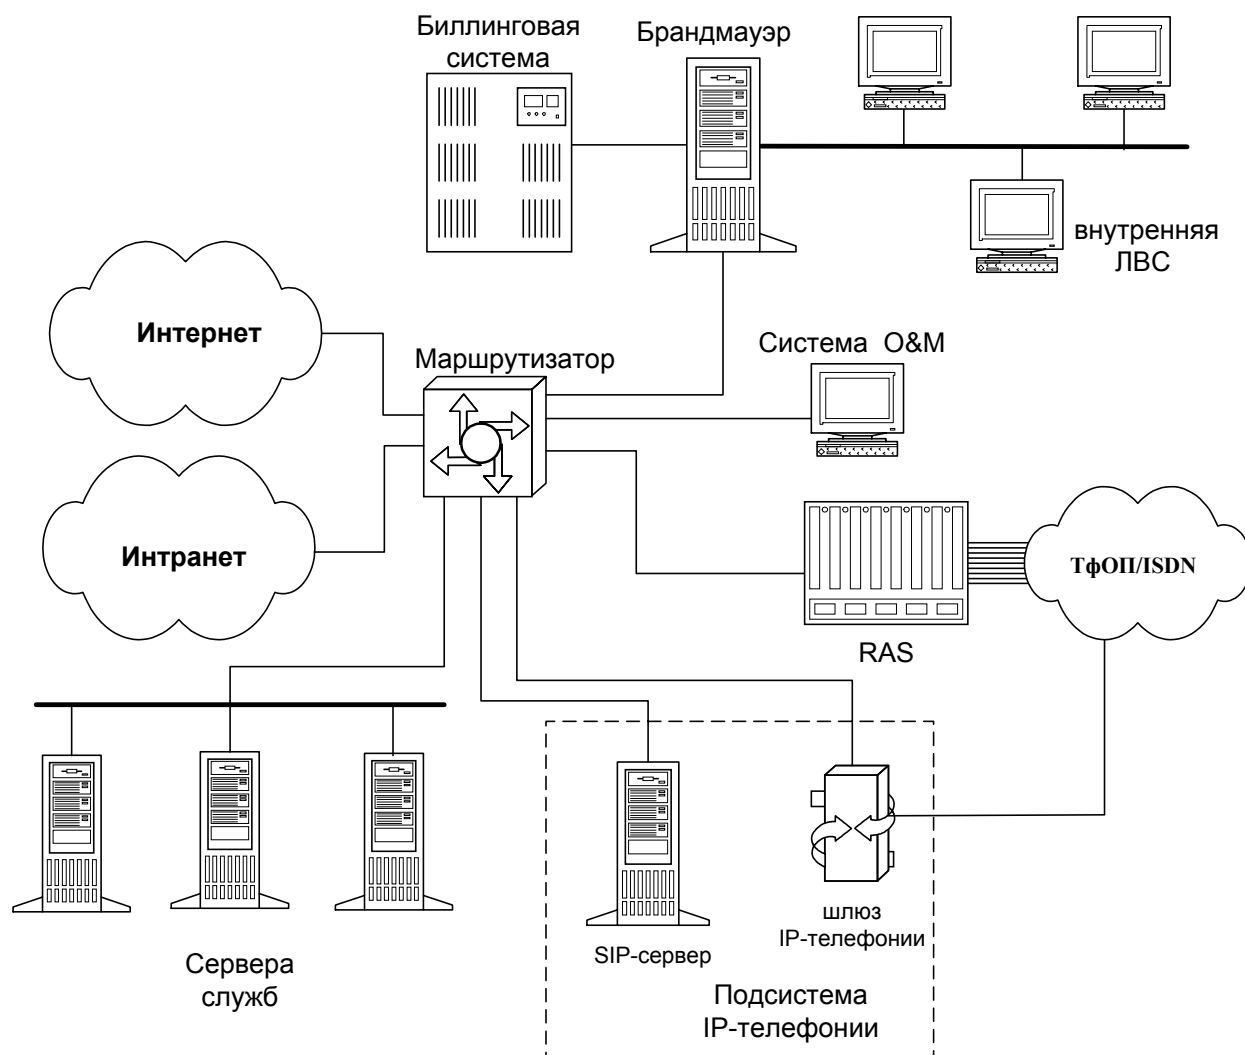 Биллинговая
система
Брандмауэр
внутренняя
ЛВС
Интернет
Маршрутизатор
Система O&M
Интранет
ТфОП/ISDN
RAS
шлюз
IP-телефонии
SIP-сервер
Сервера
служб
Подсистема
IP-телефонии